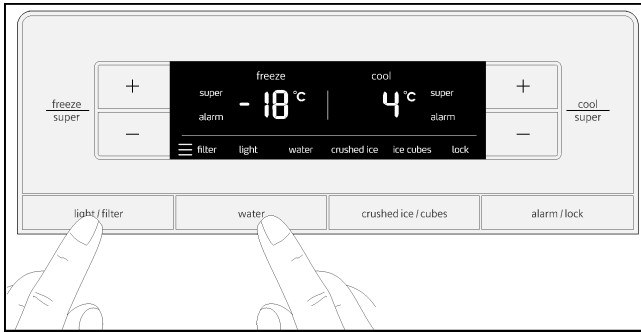 freeze cool
super - 18 °C 4 °C super
alarm alarm
filter light water crushed ice ice cubes lock
freeze
super
+
−
+
−
cool
super
light / filter water crushed ice / cubes alarm / lock